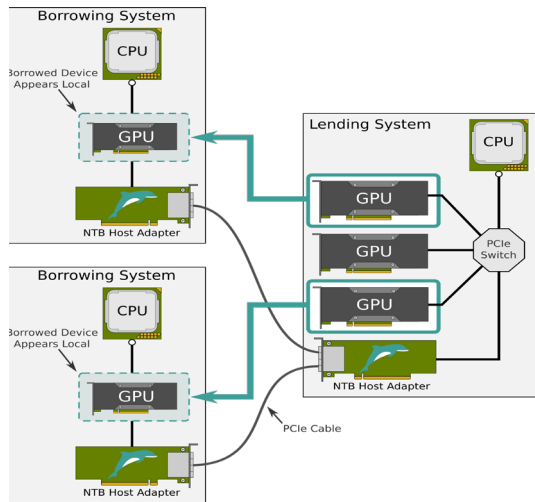 Borrowing System
CPU
Borrowed Device
Appears Local
GPU
NTB Host Adapter
Borrowing System
CPU
Borrowed Device
Appears Local
GPU
NTB Host Adapter
Lending System
CPU
GPU
GPU
GPU
PCIe
Switch
NTB Host Adapter
PCIe Cable